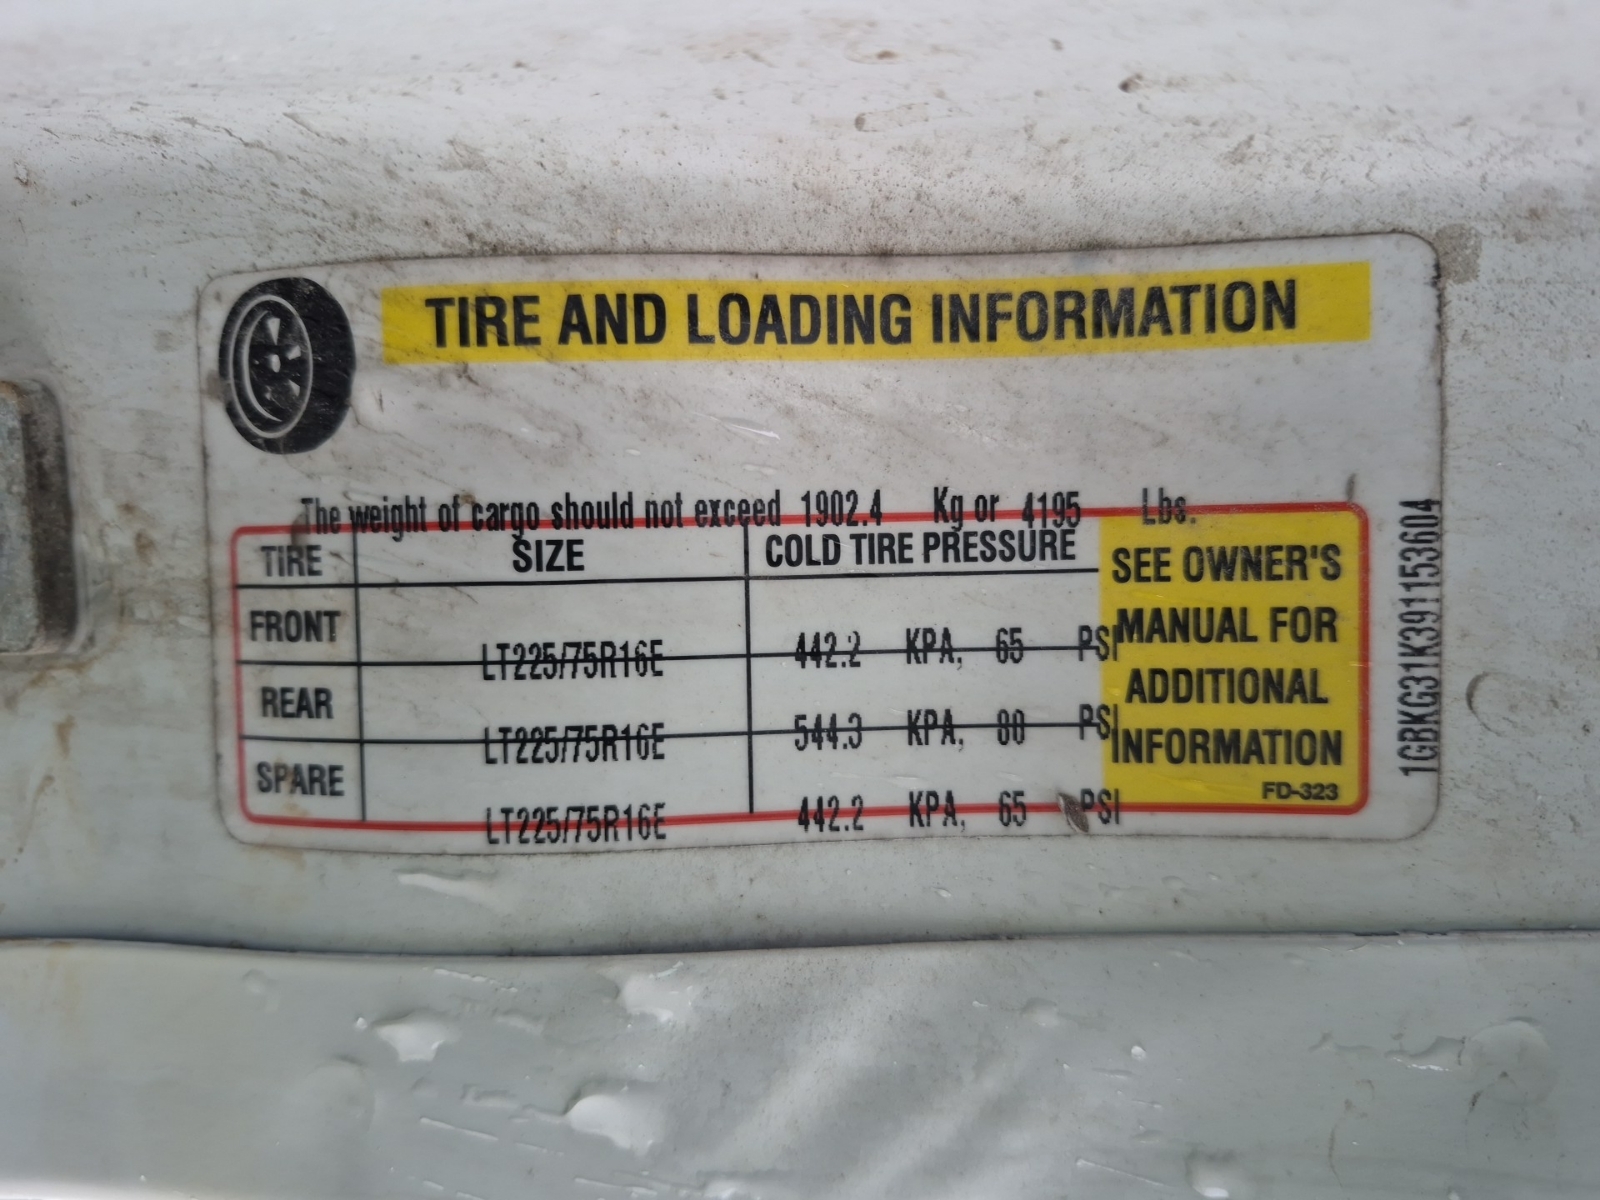 TIRE AND LOADING INFORMATION
The weight of cargo should not exceed 1902.4 Kg or 4195 Lbs.
TIRE SIZE COLD TIRE PRESSURE
FRONT LT225/75R16E 442.2 KPA, 65 PSI
REAR LT225/75R16E 544.3 KPA, 80 PSI
SPARE LT225/75R16E 442.2 KPA, 65 PSI
SEE OWNER'S
MANUAL FOR
ADDITIONAL
INFORMATION
FD-323
1GBKG31K391153604